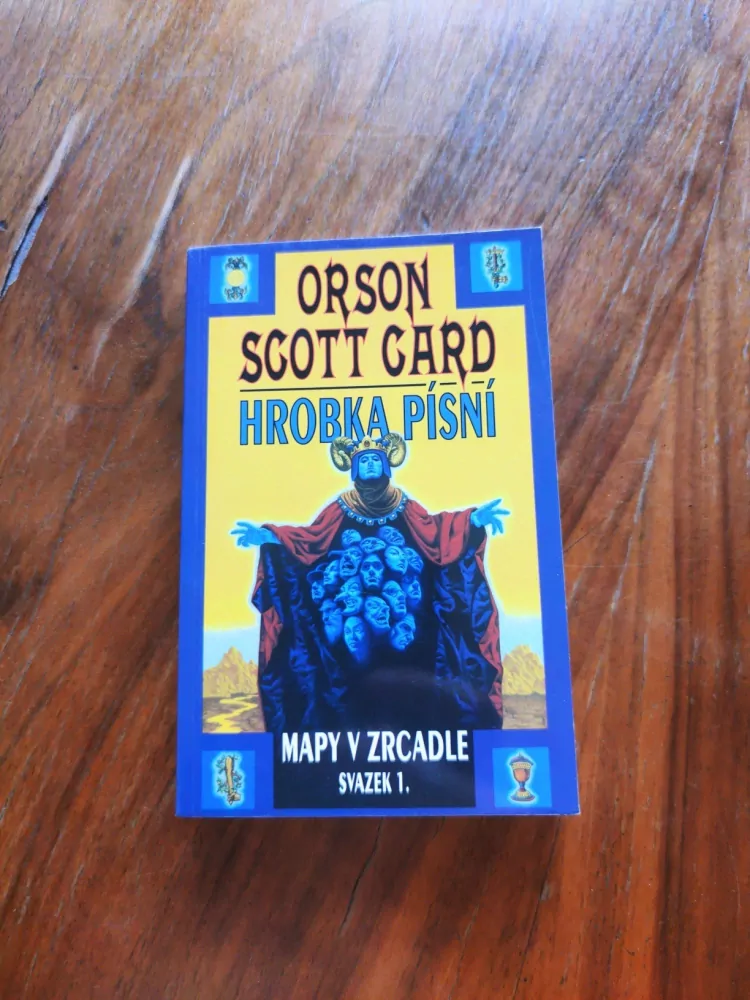 ORSON
SCOTT CARD
HROBKA PÍSNÍ
MAPY V ZRCADLE
SVAZEK 1.